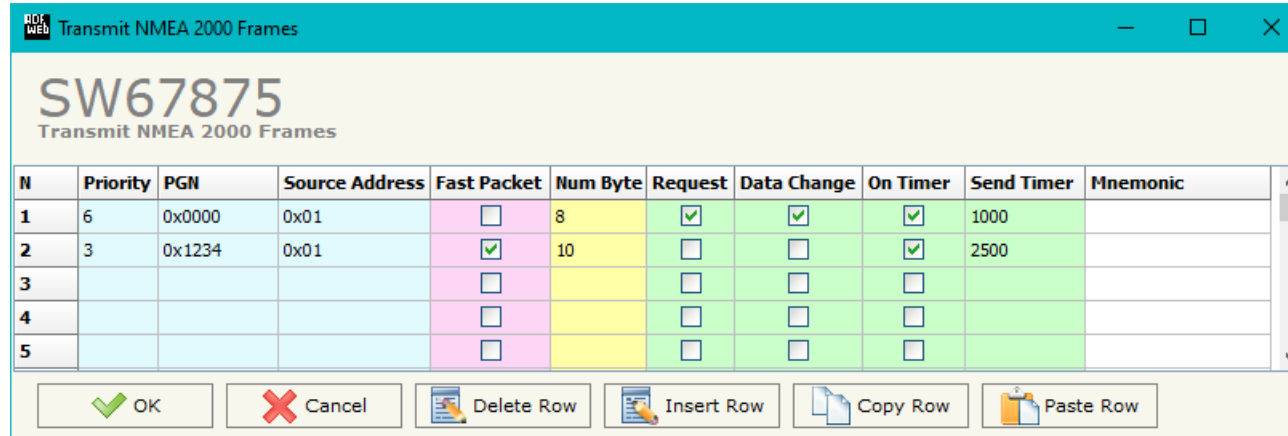 ADF
WEB
Transmit NMEA 2000 Frames
SW67875
Transmit NMEA 2000 Frames
N Priority PGN Source Address Fast Packet Num Byte Request Data Change On Timer Send Timer Mnemonic
1 6 0x0000 0x01 8 1000
2 3 0x1234 0x01 10 2500
3
4
5
OK Cancel Delete Row Insert Row Copy Row Paste Row